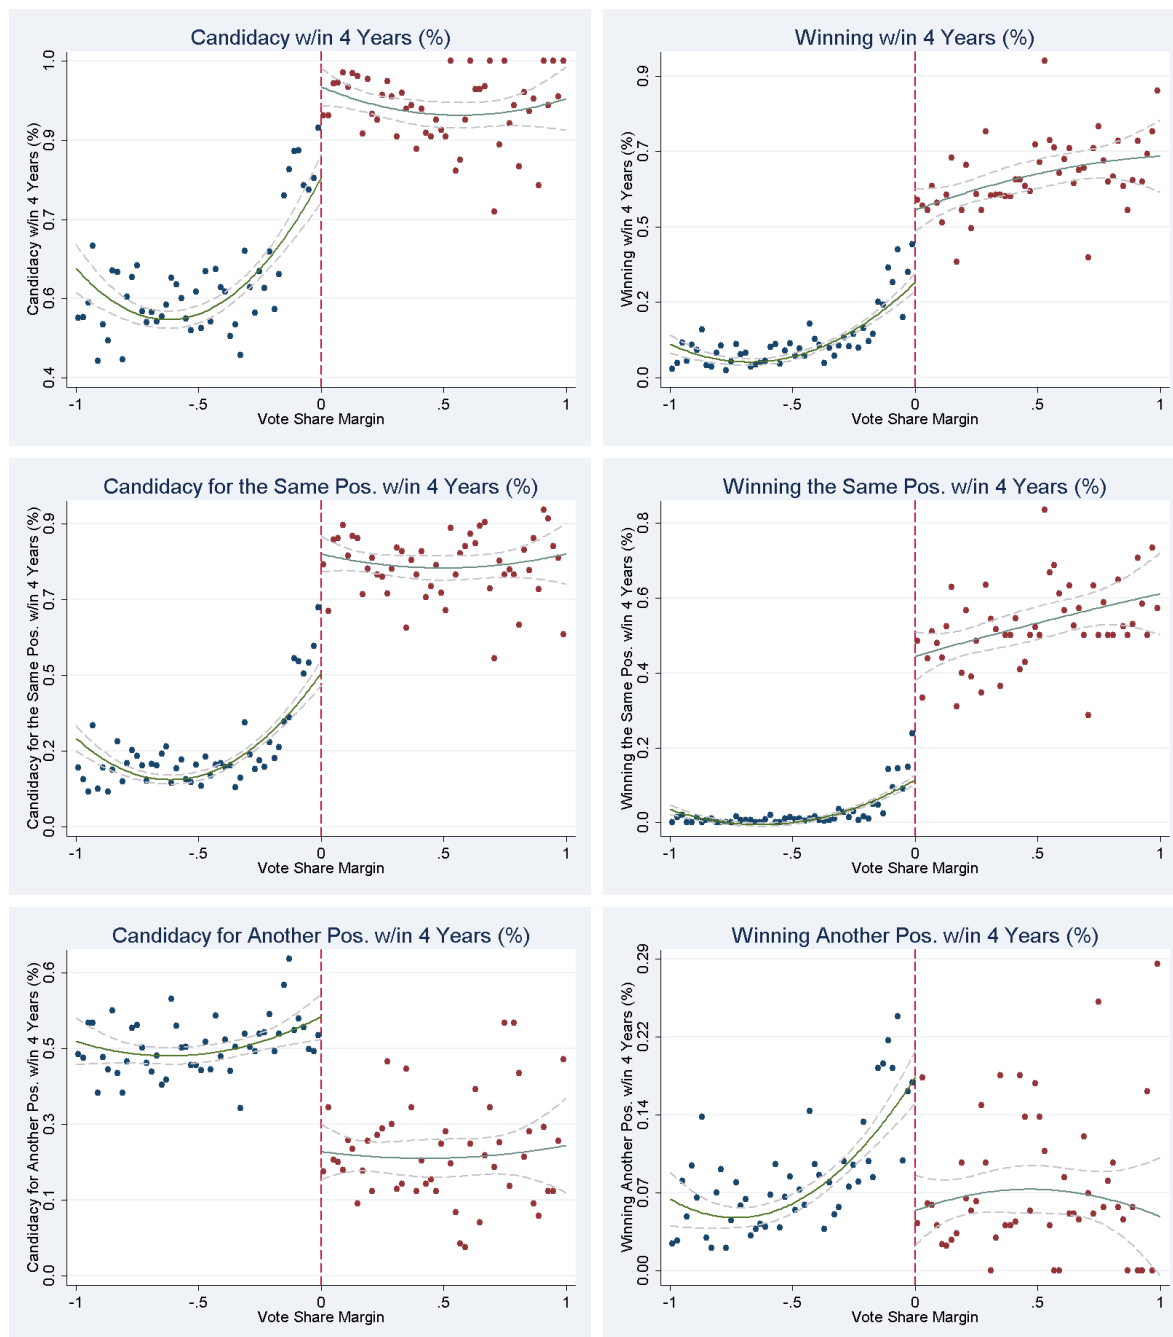 Candidacy w/in 4 Years (%)
Candidacy w/in 4 Years (%)
1.0
0.9
0.7
0.6
0.4
-1 -.5 0 .5 1
Vote Share Margin
Winning w/in 4 Years (%)
Winning w/in 4 Years (%)
0.9
0.7
0.5
0.2
0.0
-1 -.5 0 .5 1
Vote Share Margin
Candidacy for the Same Pos. w/in 4 Years (%)
Candidacy for the Same Pos. w/in 4 Years (%)
0.9
0.7
0.5
0.2
0.0
-1 -.5 0 .5 1
Vote Share Margin
Winning the Same Pos. w/in 4 Years (%)
Winning the Same Pos. w/in 4 Years (%)
0.8
0.6
0.4
0.2
0.0
-1 -.5 0 .5 1
Vote Share Margin
Candidacy for Another Pos. w/in 4 Years (%)
Candidacy for Another Pos. w/in 4 Years (%)
0.6
0.5
0.3
0.1
0.0
-1 -.5 0 .5 1
Vote Share Margin
Winning Another Pos. w/in 4 Years (%)
Winning Another Pos. w/in 4 Years (%)
0.29
0.22
0.14
0.07
0.00
-1 -.5 0 .5 1
Vote Share Margin